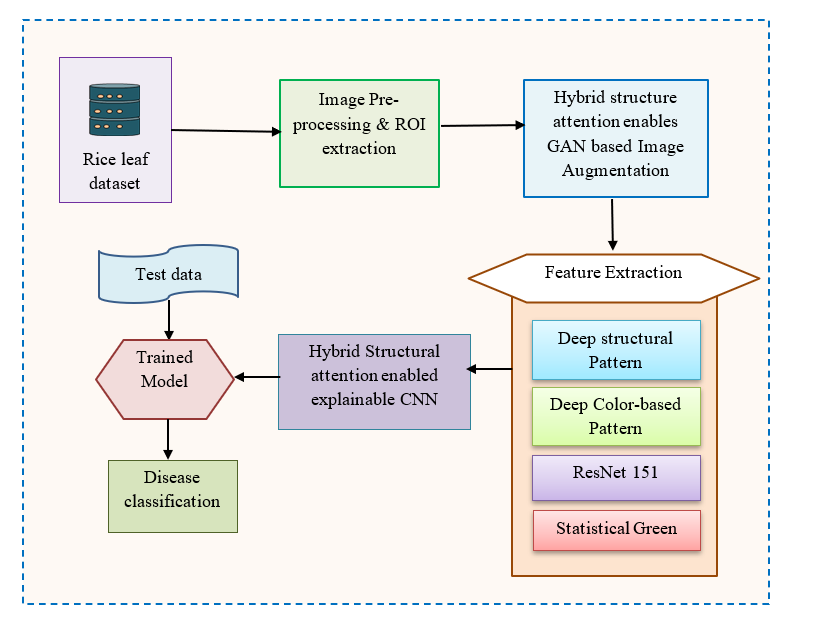 Rice leaf
dataset
Image Pre-
processing & ROI
extraction
Hybrid structure
attention enables
GAN based Image
Augmentation
Feature Extraction
Deep structural
Pattern
Deep Color-based
Pattern
ResNet 151
Statistical Green
Hybrid Structural
attention enabled
explainable CNN
Test data
Trained
Model
Disease
classification